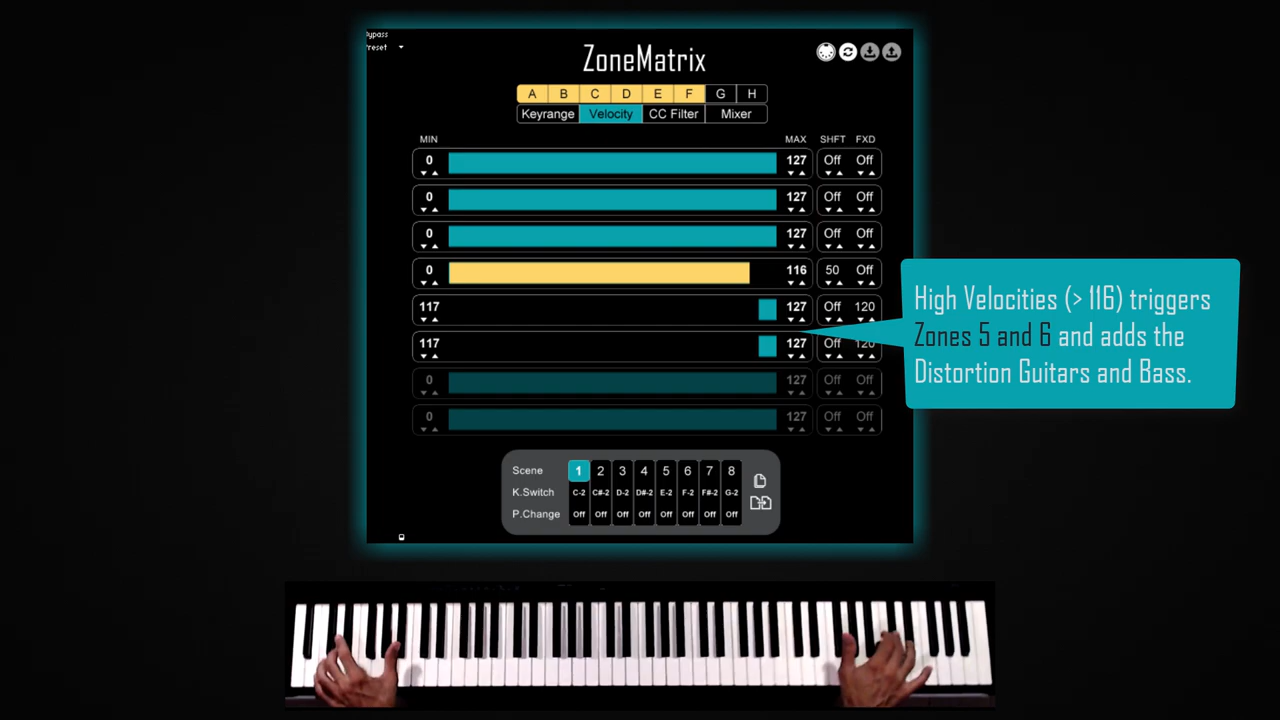 Bypass
Preset
ZoneMatrix
A B C D E F G H
Keyrange Velocity CC Filter Mixer
MIN MAX SHFT FXD
0 127 Off Off
0 127 Off Off
0 127 Off Off
0 116 50 Off
117 127 Off 120
117 127 Off 120
0 127 Off Off
0 127 Off Off
High Velocities (> 116) triggers
Zones 5 and 6 and adds the
Distortion Guitars and Bass.
Scene 1 2 3 4 5 6 7 8
K.Switch C-2 C#-2 D-2 D#-2 E-2 F-2 F#-2 G-2
P.Change Off Off Off Off Off Off Off Off